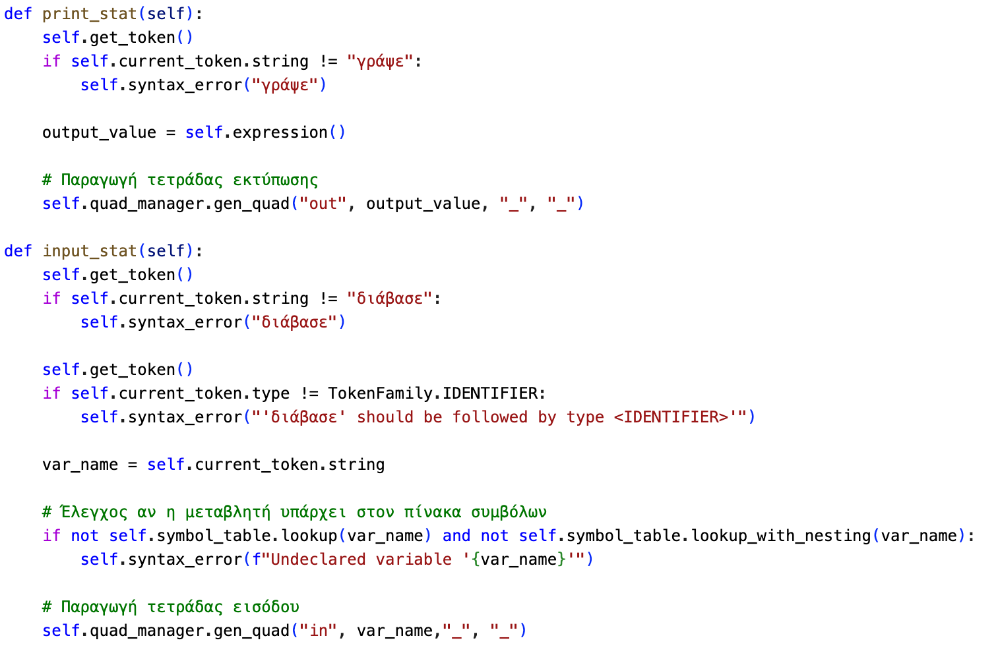 def print_stat(self):
    self.get_token()
    if self.current_token.string != "γράψε":
        self.syntax_error("γράψε")
    output_value = self.expression()
    # Παραγωγή τετράδας εκτύπωσης
    self.quad_manager.gen_quad("out", output_value, "_", "_")
def input_stat(self):
    self.get_token()
    if self.current_token.string != "διάβασε":
        self.syntax_error("διάβασε")
    self.get_token()
    if self.current_token.type != TokenFamily.IDENTIFIER:
        self.syntax_error("'διάβασε' should be followed by type <IDENTIFIER>'")
    var_name = self.current_token.string
    # Έλεγχος αν η μεταβλητή υπάρχει στον πίνακα συμβόλων
    if not self.symbol_table.lookup(var_name) and not self.symbol_table.lookup_with_nesting(var_name):
        self.syntax_error(f"Undeclared variable '{var_name}'")
    # Παραγωγή τετράδας εισόδου
    self.quad_manager.gen_quad("in", var_name,"_", "_")